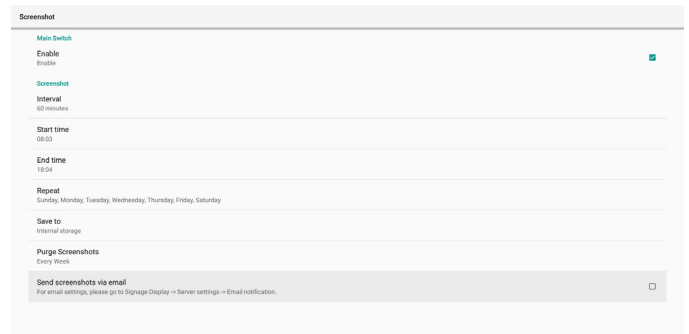 Screenshot
Main Switch
Enable
Enable
Screenshot
Interval
60 minutes
Start time
08:03
End time
18:04
Repeat
Sunday, Monday, Tuesday, Wednesday, Thursday, Friday, Saturday
Save to
Internal storage
Purge Screenshots
Every Week
Send screenshots via email
For email settings, please go to Signage Display -> Server settings -> Email notification.